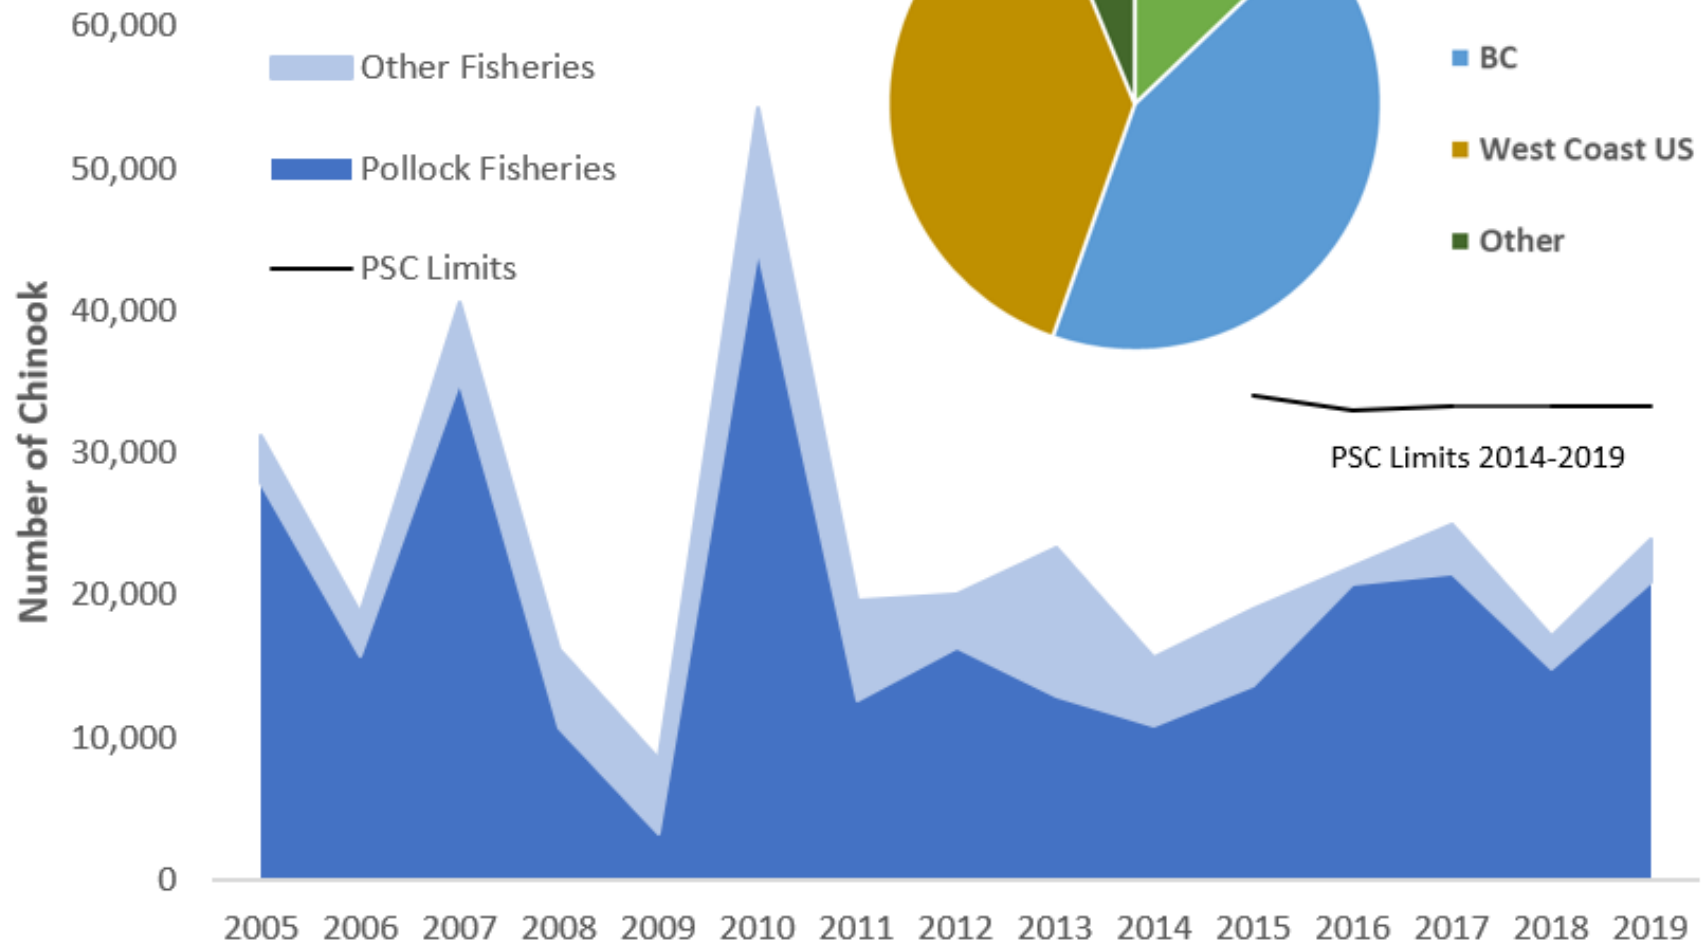 60,000
50,000
40,000
30,000
20,000
10,000
0
Number of Chinook
Other Fisheries
Pollock Fisheries
PSC Limits
BC
West Coast US
Other
PSC Limits 2014-2019
2005 2006 2007 2008 2009 2010 2011 2012 2013 2014 2015 2016 2017 2018 2019